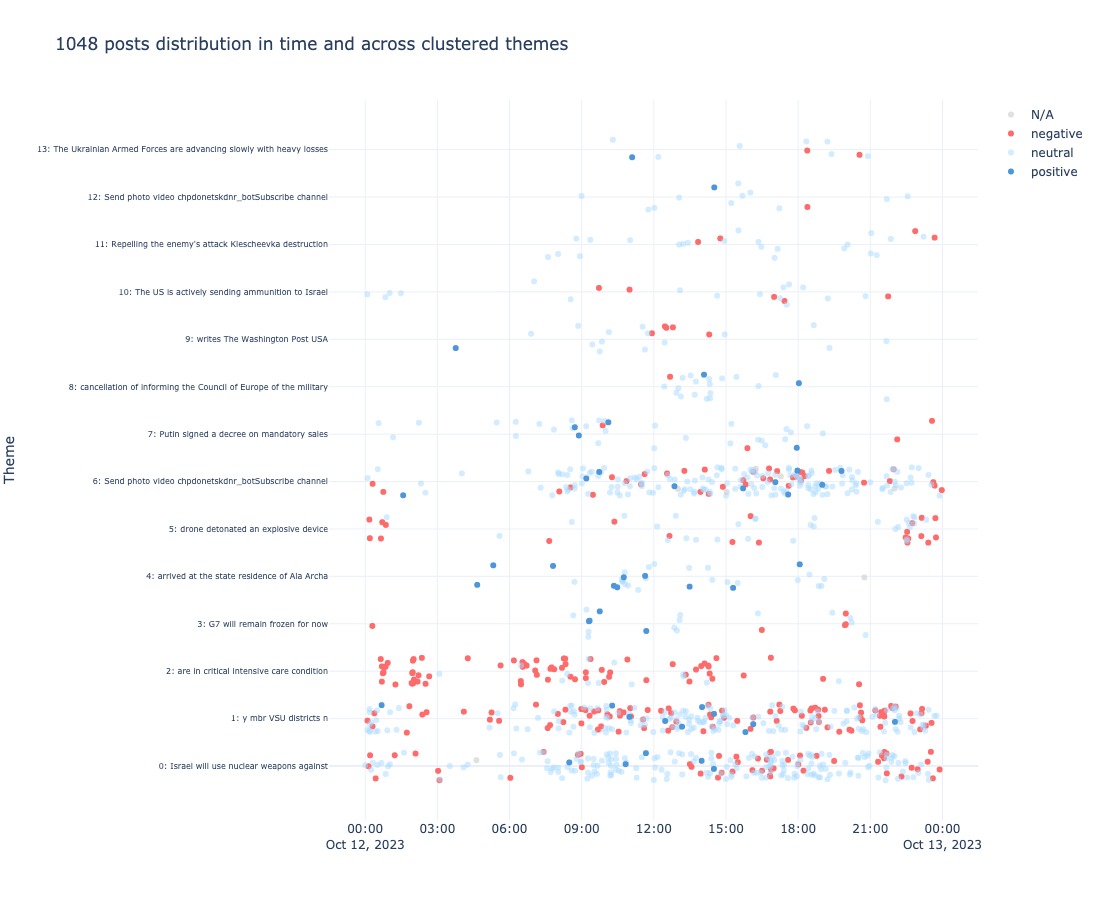 1048 posts distribution in time and across clustered themes
N/A
negative
neutral
positive
13: The Ukrainian Armed Forces are advancing slowly with heavy losses
12: Send photo video chpdonetskdnr_botSubscribe channel
11: Repelling the enemy's attack Klescheevka destruction
10: The US is actively sending ammunition to Israel
9: writes The Washington Post USA
8: cancellation of informing the Council of Europe of the military
7: Putin signed a decree on mandatory sales
6: Send photo video chpdonetskdnr_botSubscribe channel
5: drone detonated an explosive device
4: arrived at the state residence of Ala Archa
3: G7 will remain frozen for now
2: are in critical intensive care condition
1: y mbr VSU districts n
0: Israel will use nuclear weapons against
Theme
00:00 03:00 06:00 09:00 12:00 15:00 18:00 21:00 00:00
Oct 12, 2023 Oct 13, 2023